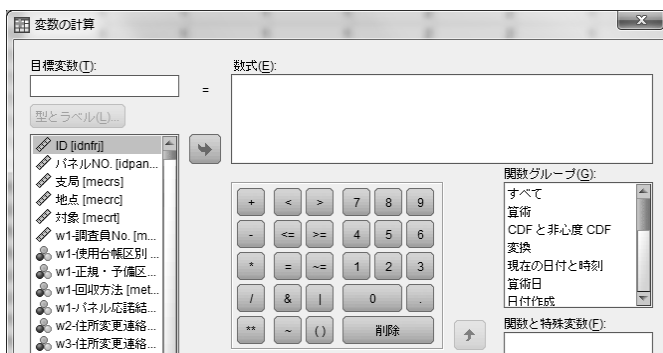 変数の計算
目標変数(T):
=
数式(E):
型とラベル(L)...
ID [idnfrj]
パネルNO. [idpan...
支局 [mecrs]
地点 [mecrc]
対象 [mecrt]
w1-調査員No. [m...
w1-使用台帳区別 ...
w1-正規・予備区...
w1-回収方法 [met...
w1-パネル応諾結...
w2-住所変更連絡...
w3-住所変更連絡...
+ < > 7 8 9
- <= >= 4 5 6
* = ~= 1 2 3
/ & | 0 .
** ~ ( ) 削除
関数グループ(G):
すべて
算術
CDF と非心度 CDF
変換
現在の日付と時刻
算術日
日付作成
関数と特殊変数(F):